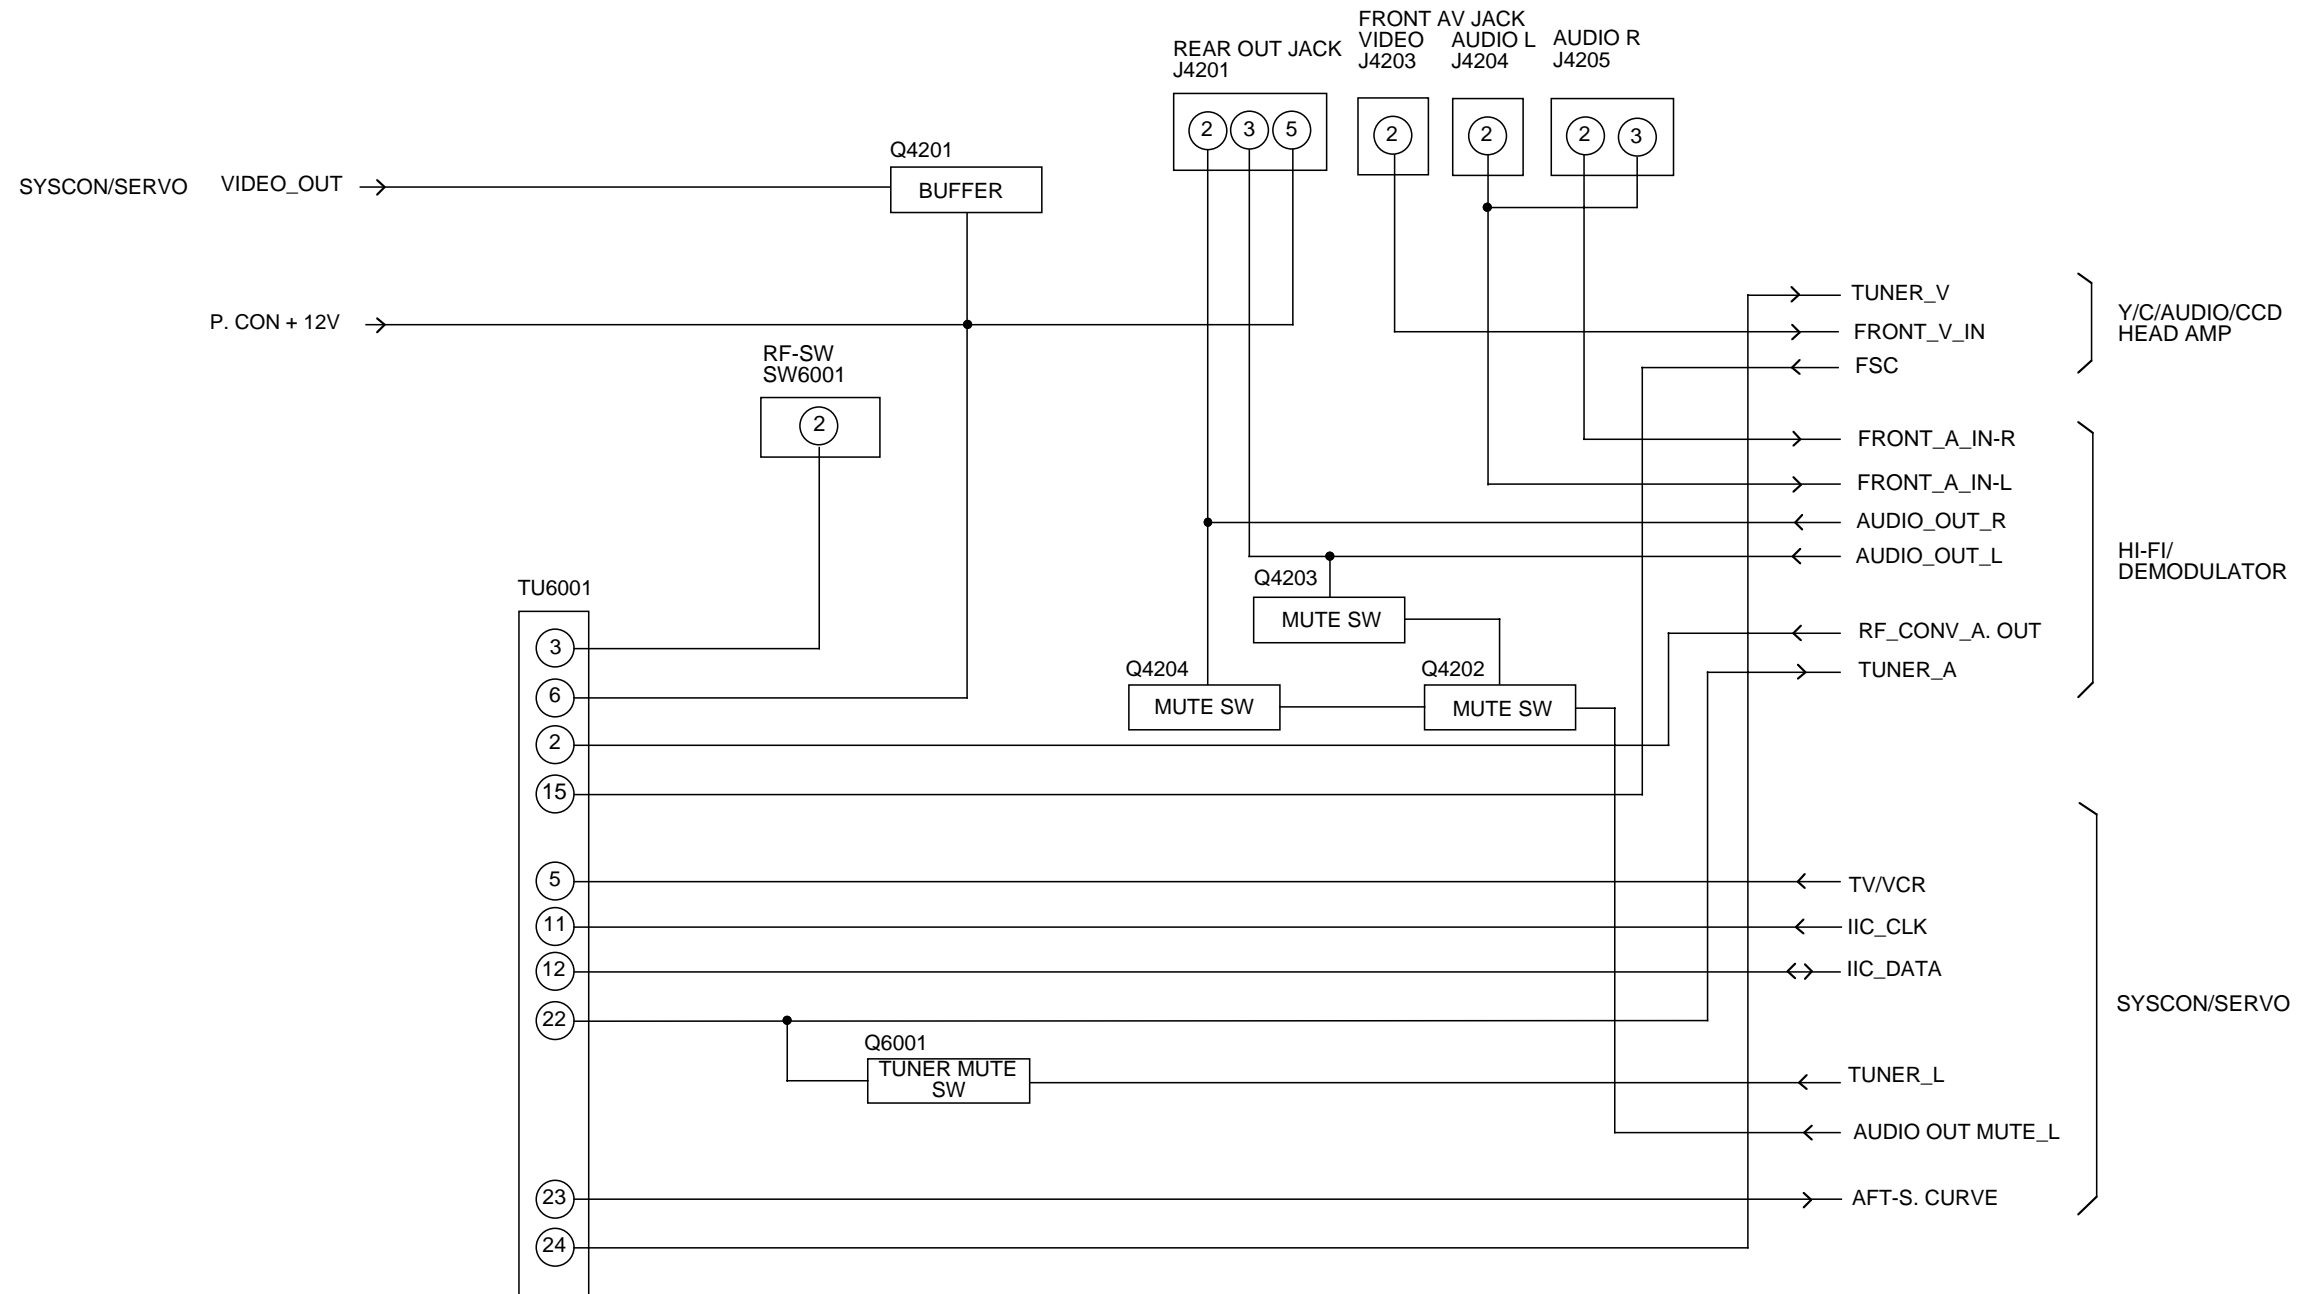 FRONT AV JACK
REAR OUT JACK
J4201
VIDEO
J4203
AUDIO L
J4204
AUDIO R
J4205
2
3
5
2
2
2
3
Q4201
BUFFER
SYSCON/SERVO
VIDEO_OUT
P. CON + 12V
RF-SW
SW6001
2
TUNER_V
FRONT_V_IN
FSC
Y/C/AUDIO/CCD
HEAD AMP
FRONT_A_IN-R
FRONT_A_IN-L
AUDIO_OUT_R
AUDIO_OUT_L
RF_CONV_A. OUT
TUNER_A
HI-FI/
DEMODULATOR
Q4203
MUTE SW
Q4204
MUTE SW
Q4202
MUTE SW
TU6001
3
6
2
15
5
11
12
22
23
24
Q6001
TUNER MUTE
SW
TV/VCR
IIC_CLK
IIC_DATA
TUNER_L
AUDIO OUT MUTE_L
AFT-S. CURVE
SYSCON/SERVO